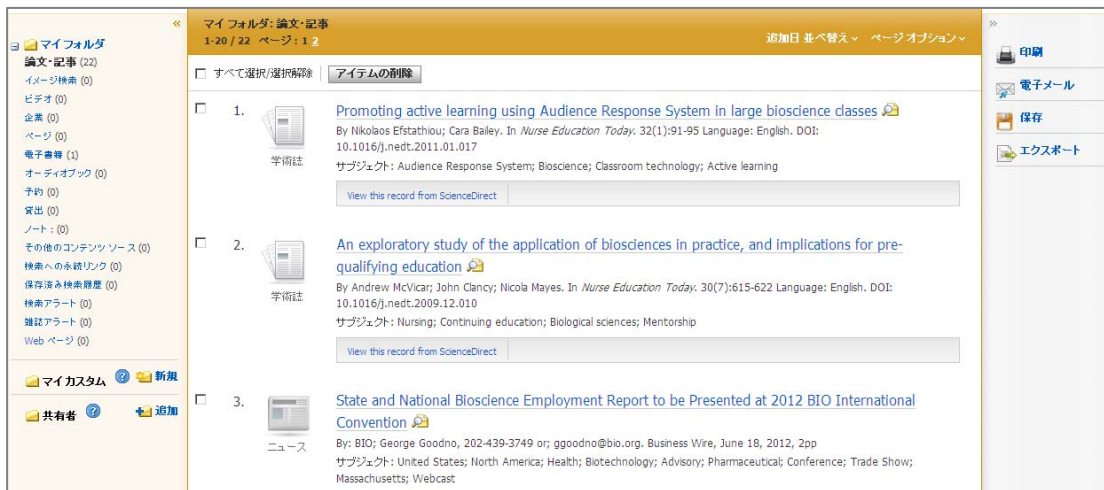 «
マイ フォルダ
論文・記事 (22)
イメージ検索 (0)
ビデオ (0)
企業 (0)
ページ (0)
電子書籍 (1)
オーディオブック (0)
予約 (0)
貸出 (0)
ノート : (0)
その他のコンテンツ ソース (0)
検索への永続リンク (0)
保存済み検索履歴 (0)
検索アラート (0)
雑誌アラート (0)
Web ページ (0)
マイ カスタム ? 新規
共有者 ? 追加
マイ フォルダ: 論文・記事
1-20 / 22 ページ : 1 2
追加日 並べ替え ページ オプション
すべて選択/選択解除 アイテムの削除
1.
学術誌
Promoting active learning using Audience Response System in large bioscience classes
By Nikolaos Efstathiou; Cara Bailey. In Nurse Education Today. 32(1):91-95 Language: English. DOI:
10.1016/j.nedt.2011.01.017
サブジェクト: Audience Response System; Bioscience; Classroom technology; Active learning
View this record from ScienceDirect
2.
学術誌
An exploratory study of the application of biosciences in practice, and implications for pre-
qualifying education
By Andrew McVicar; John Clancy; Nicola Mayes. In Nurse Education Today. 30(7):615-622 Language: English. DOI:
10.1016/j.nedt.2009.12.010
サブジェクト: Nursing; Continuing education; Biological sciences; Mentorship
View this record from ScienceDirect
3.
ニュース
State and National Bioscience Employment Report to be Presented at 2012 BIO International
Convention
By: BIO; George Goodno, 202-439-3749 or; ggoodno@bio.org. Business Wire, June 18, 2012, 2pp
サブジェクト: United States; North America; Health; Biotechnology; Advisory; Pharmaceutical; Conference; Trade Show;
Massachusetts; Webcast
»
印刷
電子メール
保存
エクスポート